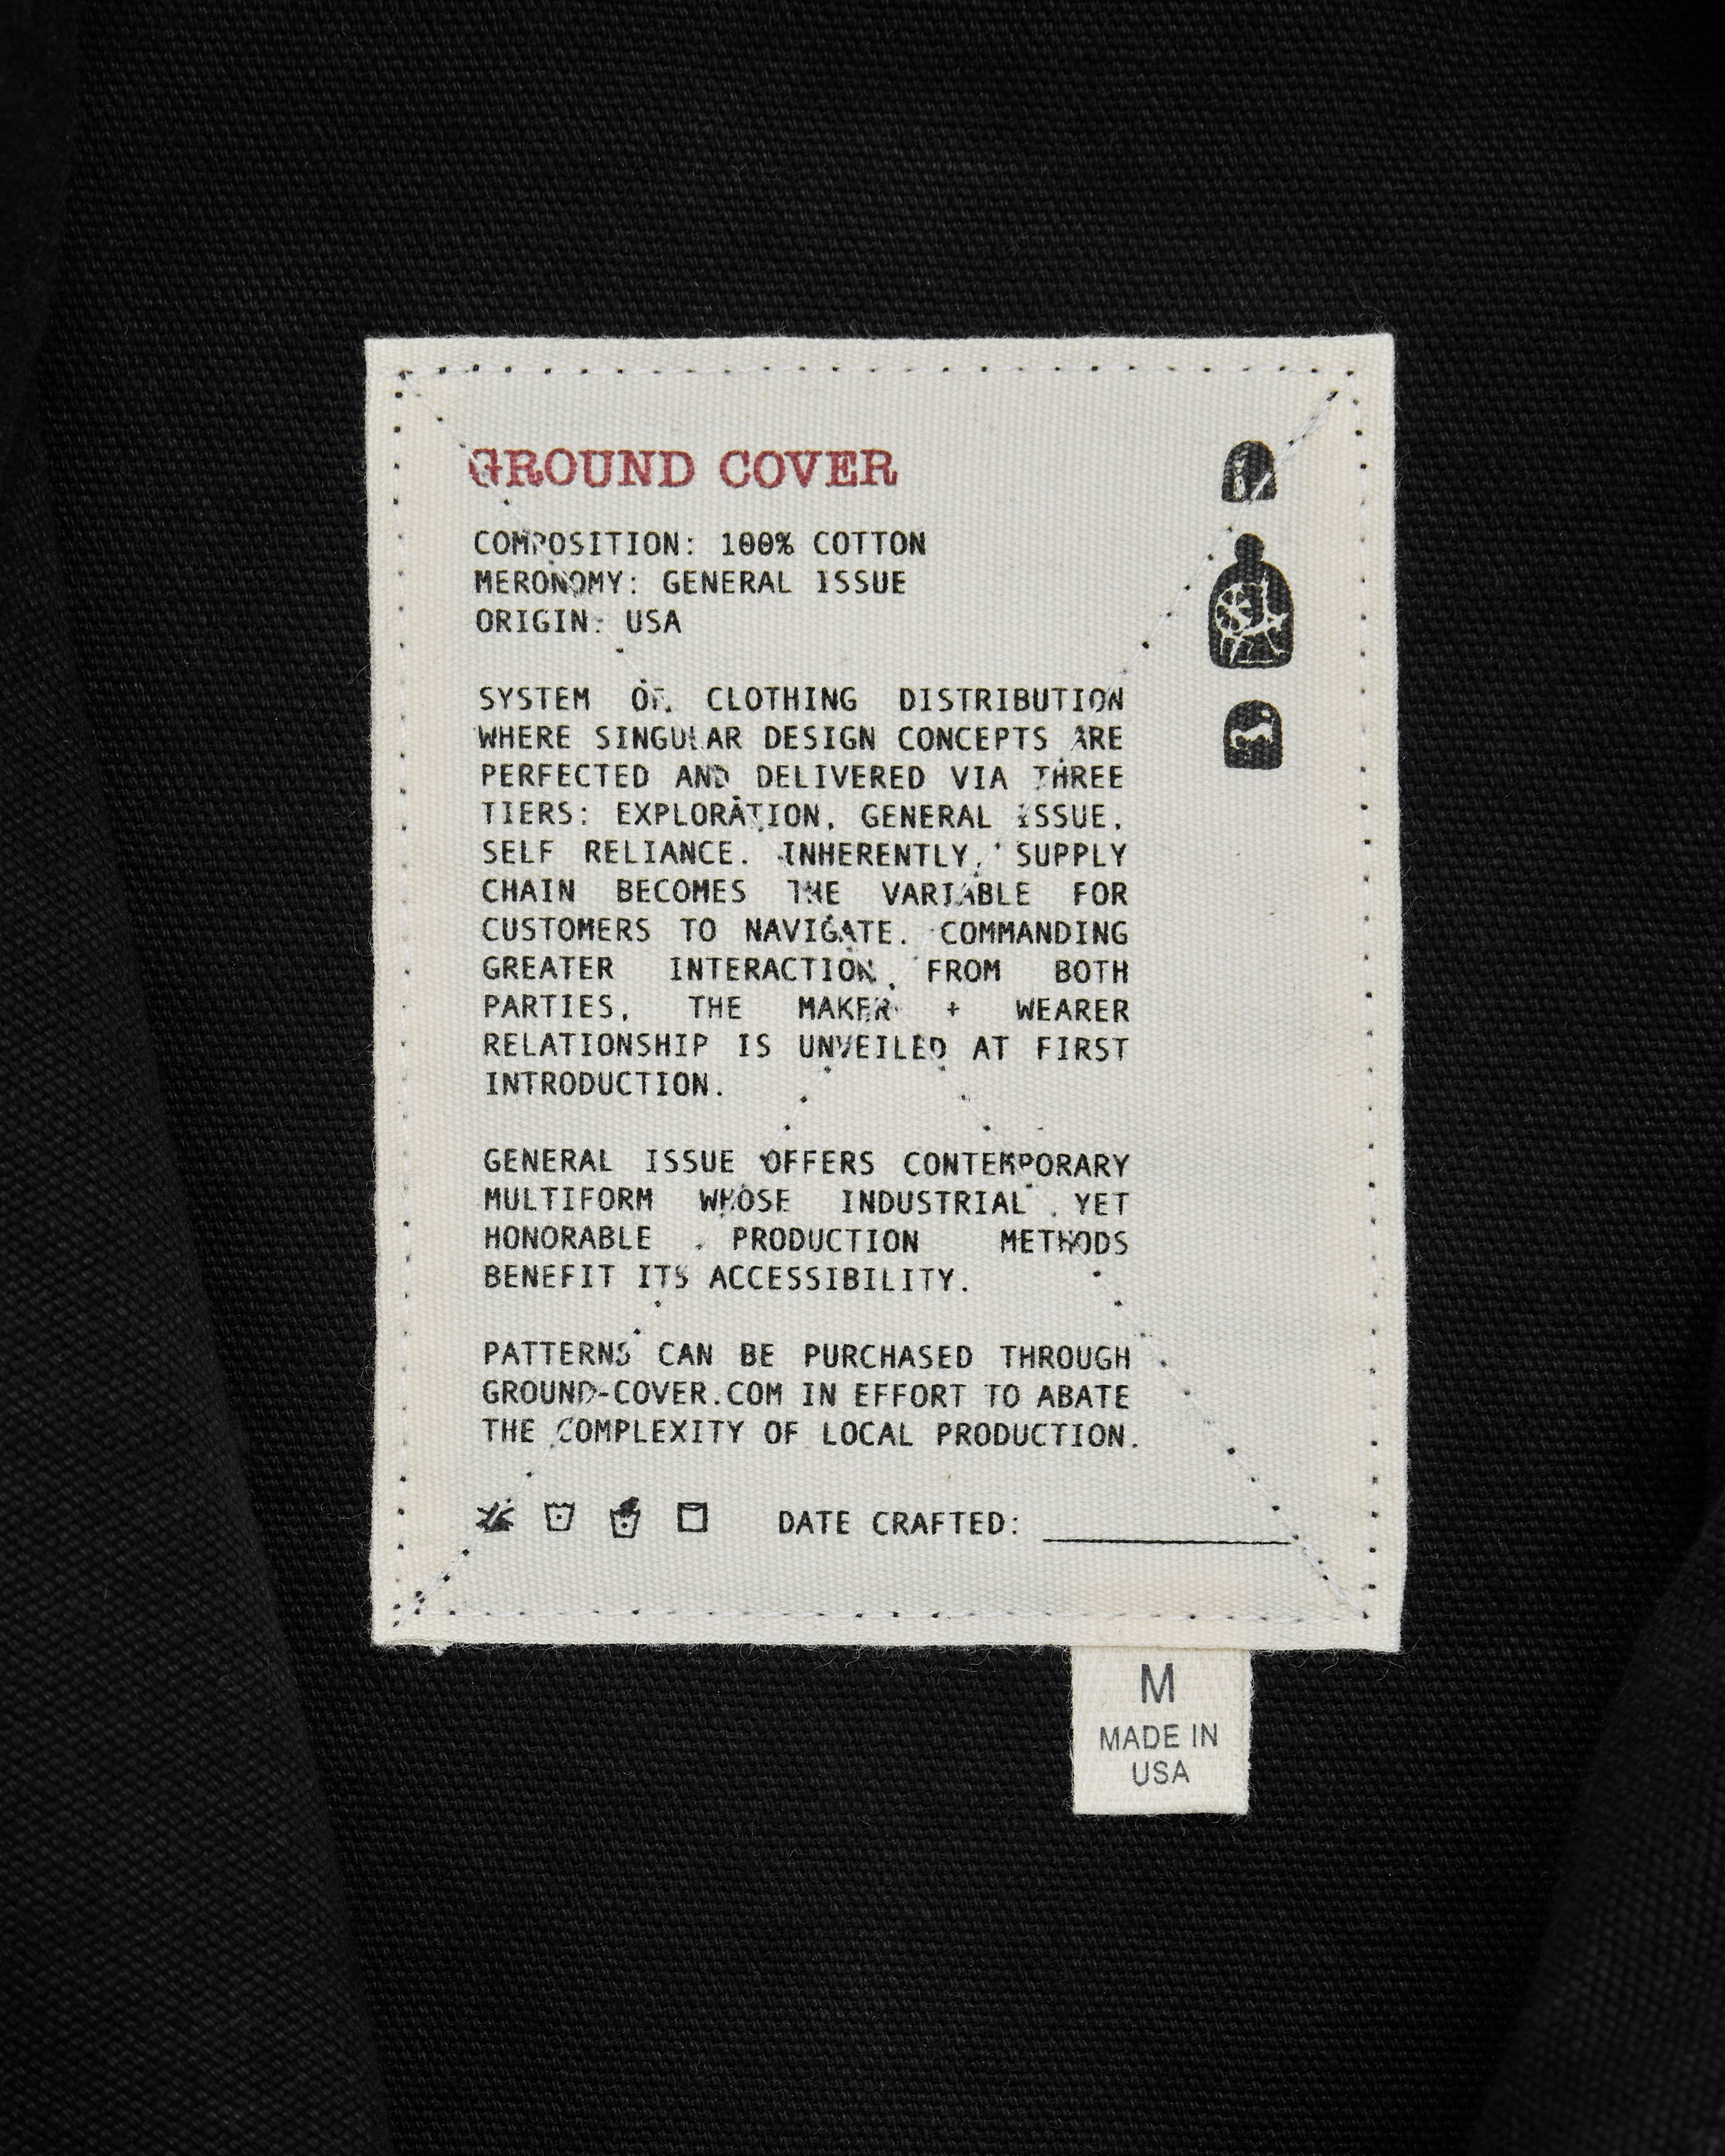 GROUND COVER
COMPOSITION: 100% COTTON
MERONOMY: GENERAL ISSUE
ORIGIN: USA
SYSTEM OF CLOTHING DISTRIBUTION
WHERE SINGULAR DESIGN CONCEPTS ARE
PERFECTED AND DELIVERED VIA THREE
TIERS: EXPLORATION, GENERAL ISSUE,
SELF RELIANCE. INHERENTLY, SUPPLY
CHAIN BECOMES THE VARIABLE FOR
CUSTOMERS TO NAVIGATE. COMMANDING
GREATER INTERACTION FROM BOTH
PARTIES, THE MAKER + WEARER
RELATIONSHIP IS UNVEILED AT FIRST
INTRODUCTION.
GENERAL ISSUE OFFERS CONTEMPORARY
MULTIFORM WHOSE INDUSTRIAL YET
HONORABLE PRODUCTION METHODS
BENEFIT ITS ACCESSIBILITY.
PATTERNS CAN BE PURCHASED THROUGH
GROUND-COVER.COM IN EFFORT TO ABATE
THE COMPLEXITY OF LOCAL PRODUCTION.
DATE CRAFTED:
M
MADE IN
USA